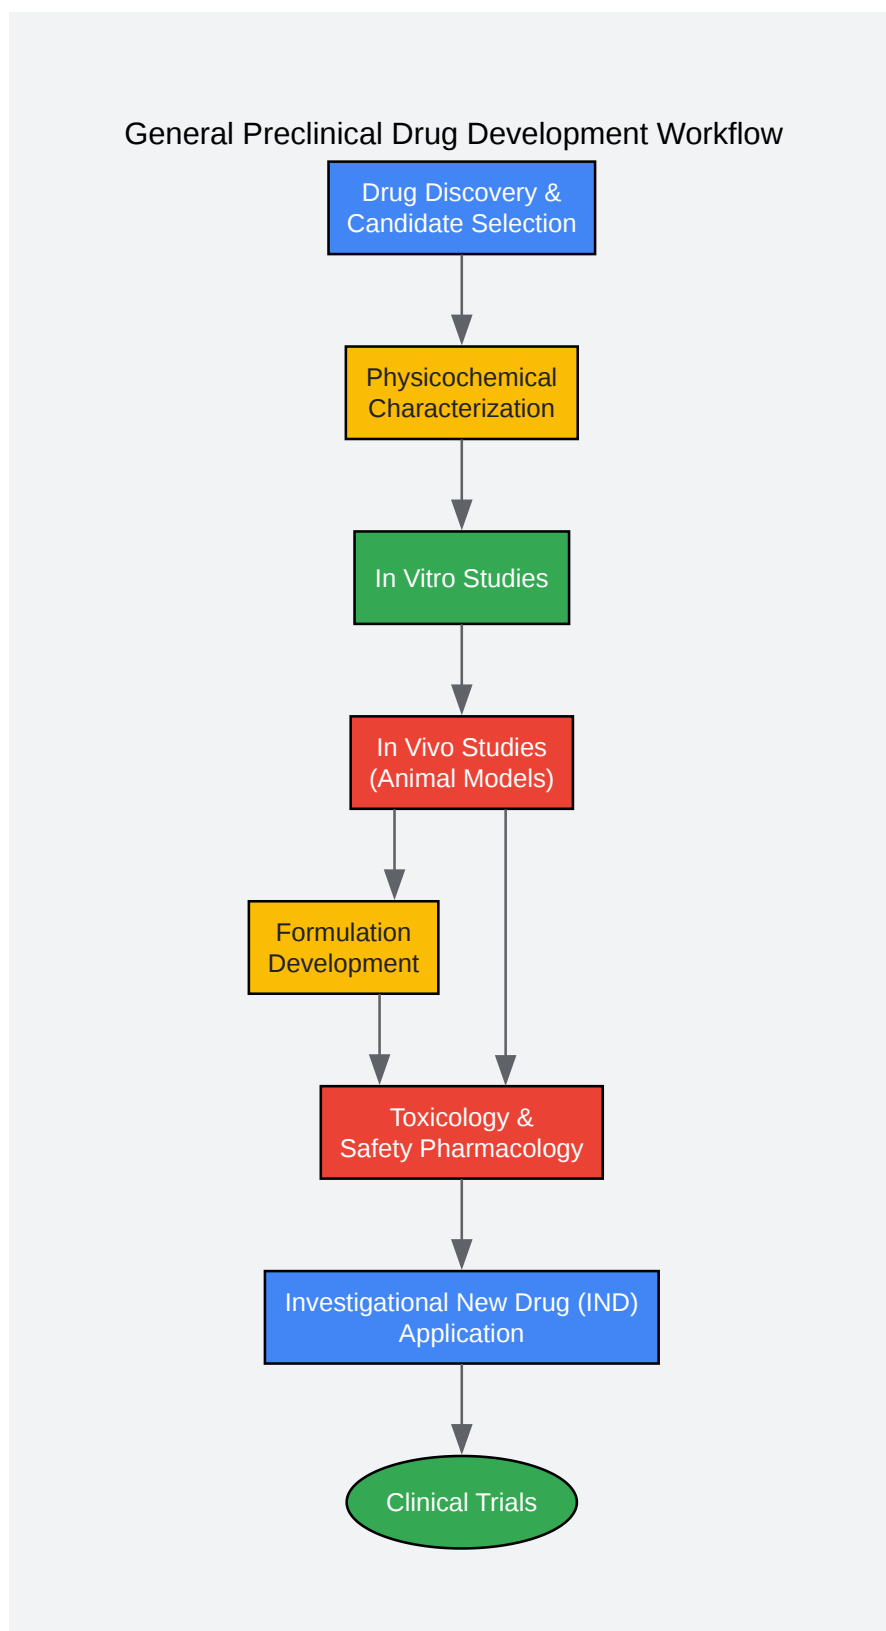 General Preclinical Drug Development Workflow
Drug Discovery &
Candidate Selection
Physicochemical
Characterization
In Vitro Studies
In Vivo Studies
(Animal Models)
Formulation
Development
Toxicology &
Safety Pharmacology
Investigational New Drug (IND)
Application
Clinical Trials